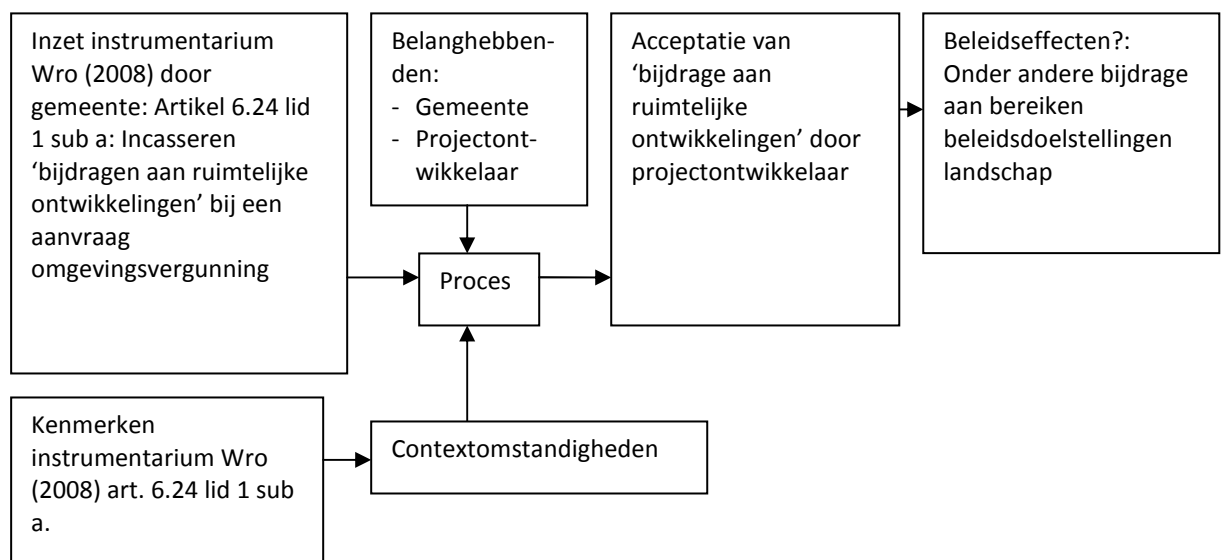 Inzet instrumentarium
Wro (2008) door
gemeente: Artikel 6.24 lid
1 sub a: Incasseren
‘bijdragen aan ruimtelijke
ontwikkelingen’ bij een
aanvraag
omgevingsvergunning
Belanghebben-
den:
- Gemeente
- Projectont-
wikkelaar
Acceptatie van
‘bijdrage aan
ruimtelijke
ontwikkelingen’ door
projectontwikkelaar
Beleidseffecten?:
Onder andere bijdrage
aan bereiken
beleidsdoelstellingen
landschap
Proces
Kenmerken
instrumentarium Wro
(2008) art. 6.24 lid 1 sub
a.
Contextomstandigheden